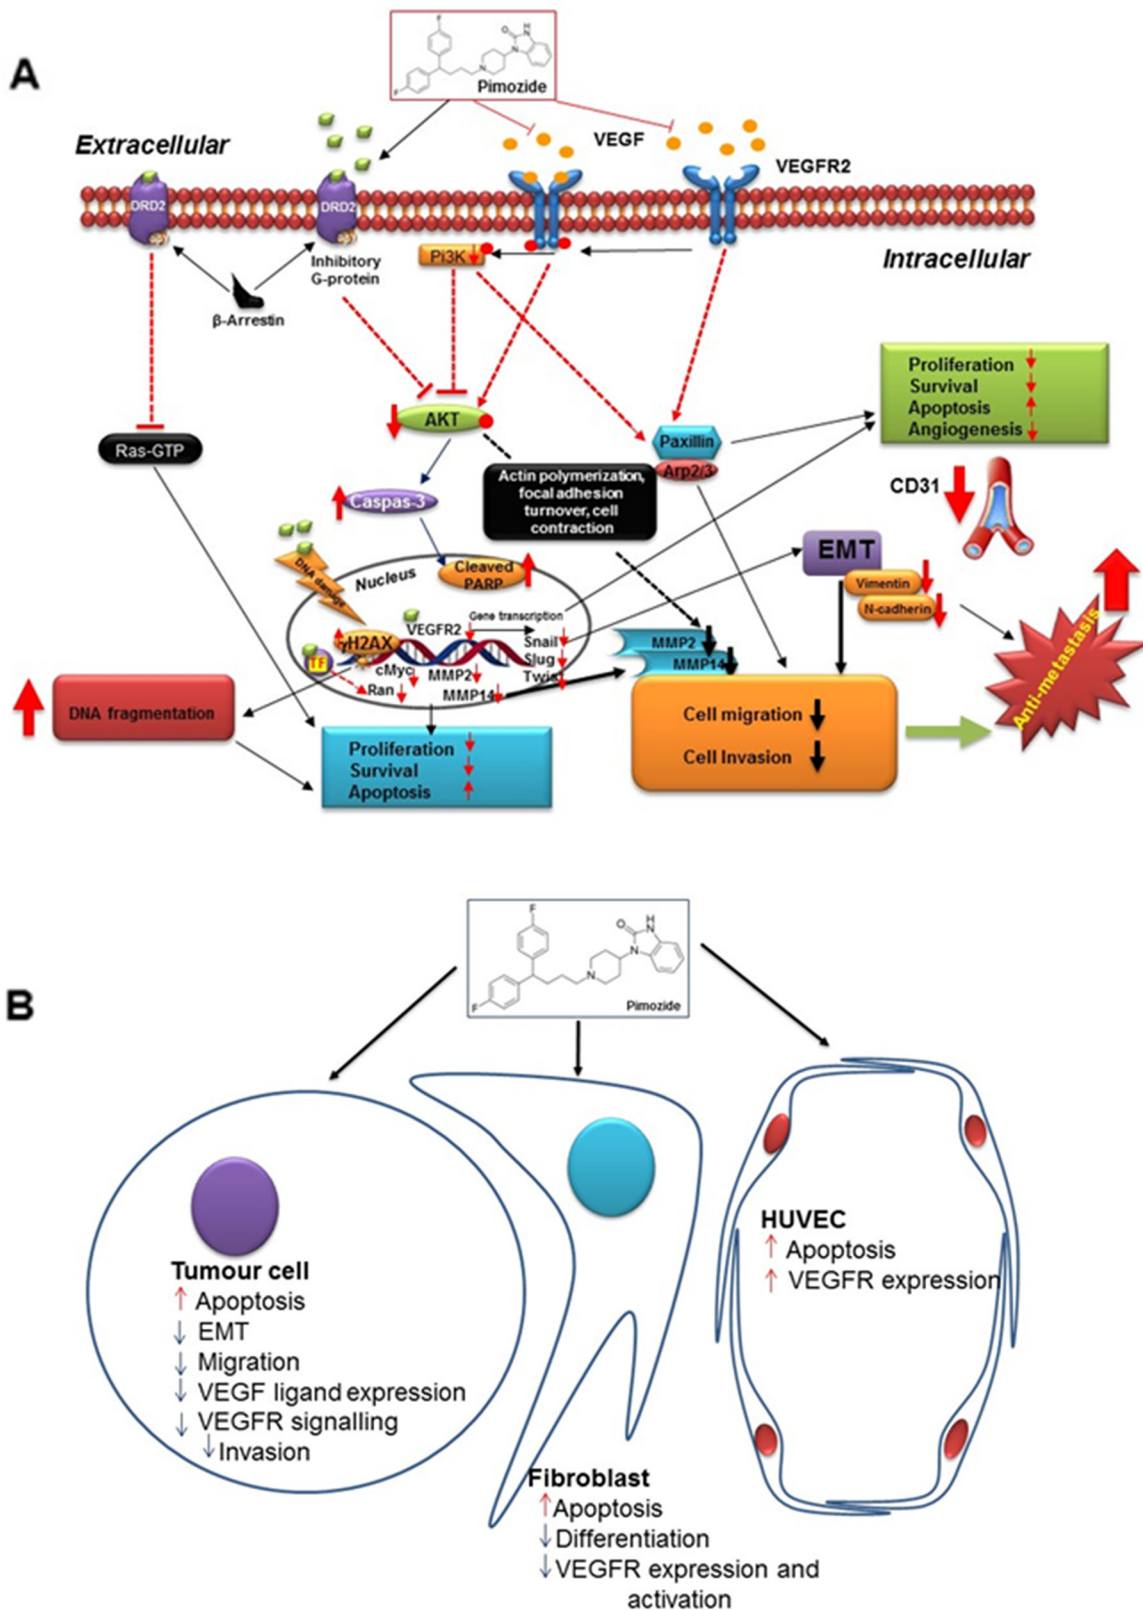 A
F
F
O
H
N
N
N
Pimozide
Extracellular
VEGF
VEGFR2
DRD2
DRD2
Pi3K
Inhibitory
G-protein
Intracellular
β-Arrestin
Proliferation
Survival
Apoptosis
Angiogenesis
AKT
Ras-GTP
Paxillin
Arp2/3
Actin polymerization,
focal adhesion
turnover, cell
contraction
CD31
Caspas-3
EMT
DNA damage
Nucleus
Cleaved
PARP
Vimentin
N-cadherin
Gene transcription
VEGFR2
γH2AX
Snail
Slug
Twist
MMP2
MMP14
TF
cMyc
Ran
MMP2
MMP14
Anti-metastasis
DNA fragmentation
Cell migration
Cell Invasion
Proliferation
Survival
Apoptosis
B
F
F
O
H
N
N
N
Pimozide
Tumour cell
↑ Apoptosis
↓ EMT
↓ Migration
↓ VEGF ligand expression
↓ VEGFR signalling
↓ Invasion
Fibroblast
↑ Apoptosis
↓ Differentiation
↓ VEGFR expression and
activation
HUVEC
↑ Apoptosis
↑ VEGFR expression